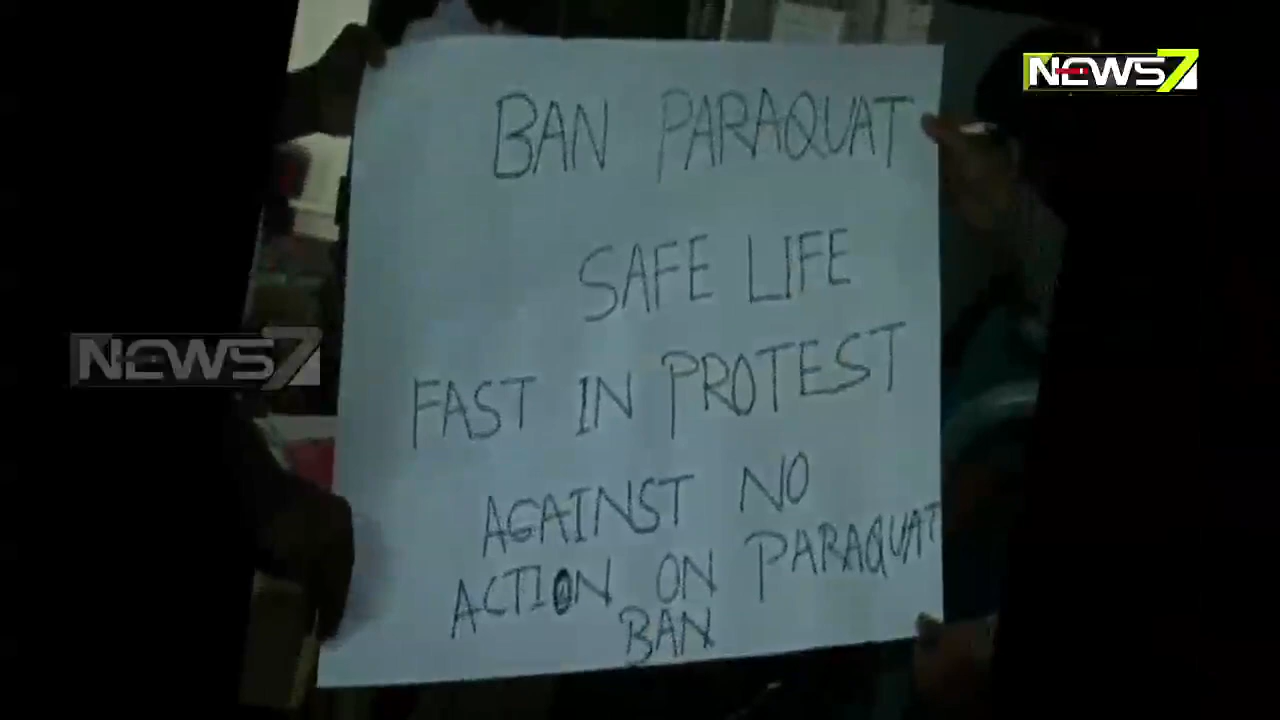 BAN PARAQUAT
SAFE LIFE
FAST IN PROTEST
AGAINST NO
ACTION ON PARAQUAT
BAN
NEWS7
NEWS7